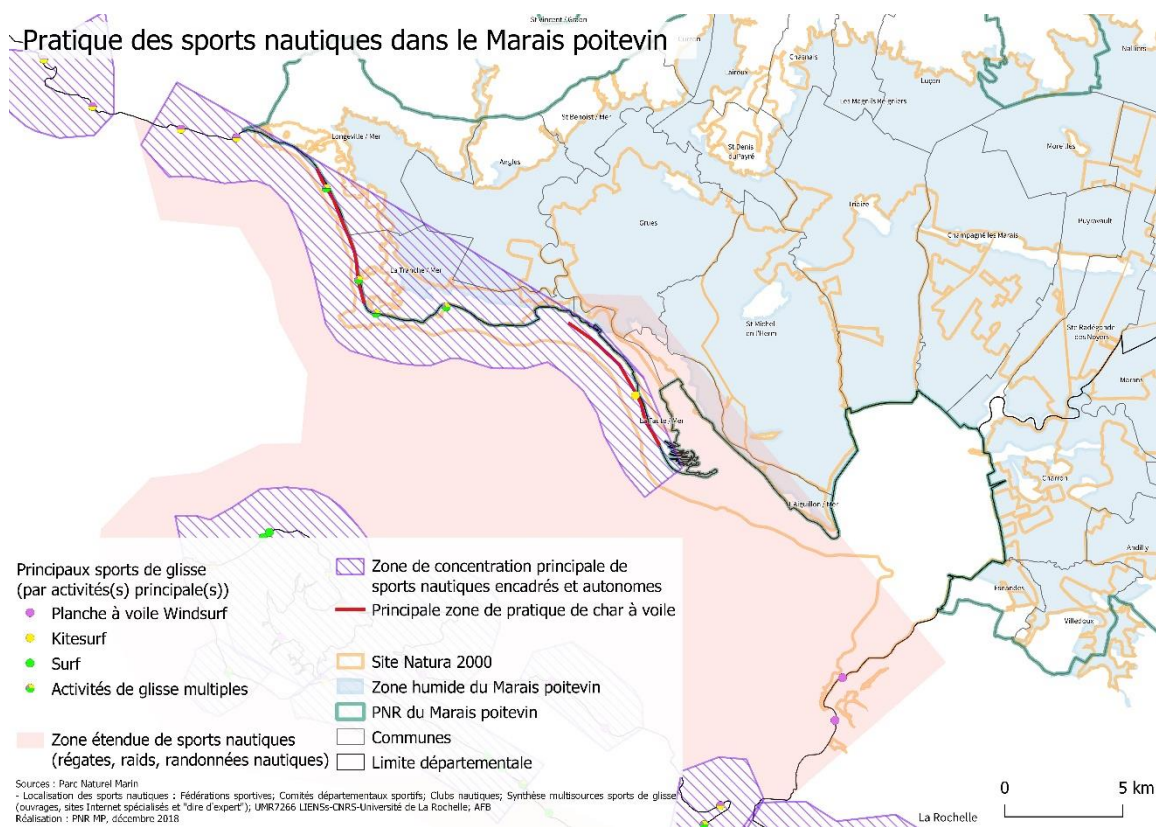 St Vincent / Graon
Pratique des sports nautiques dans le Marais poitevin
Nalliers
Chasnais
Lairoux
Luçon
Les Magnils Reigniers
St Benoist / Mer
Longeville / Mer
Angles
St Denis
du Payré
Moreilles
Triaize
Puyravault
Grues
Champagné les Marais
La Tranche / Mer
St Michel
en l'Herm
Ste Radégonde
des Noyers
Marans
La Faute / Mer
Charron
L'Aiguillon / Mer
Andilly
Esnandes
Villedoux
Principaux sports de glisse
(par activités(s) principale(s))
Planche à voile Windsurf
Kitesurf
Surf
Activités de glisse multiples
Zone étendue de sports nautiques
(régates, raids, randonnées nautiques)
Zone de concentration principale de
sports nautiques encadrés et autonomes
Principale zone de pratique de char à voile
Site Natura 2000
Zone humide du Marais poitevin
PNR du Marais poitevin
Communes
Limite départementale
Sources : Parc Naturel Marin
- Localisation des sports nautiques : Fédérations sportives; Comités départementaux sportifs; Clubs nautiques; Synthèse multisources sports de glisse
(ouvrages, sites Internet spécialisés et "dire d'expert"); UMR7266 LIENSs-CNRS-Université de La Rochelle; AFB
Réalisation : PNR MP, décembre 2018
0 5 km
La Rochelle